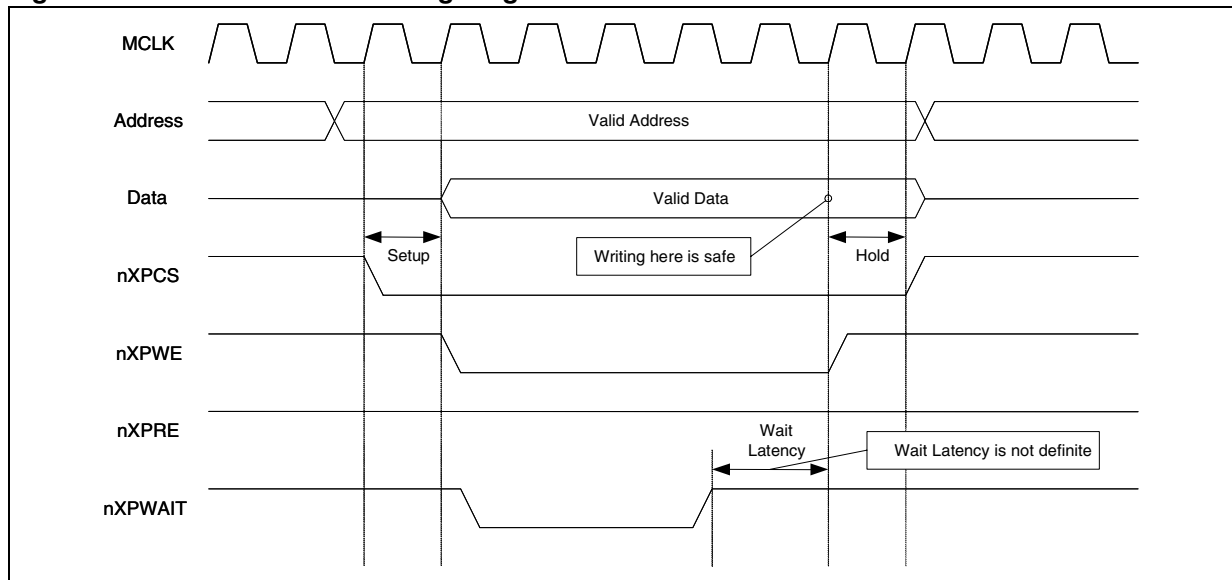 MCLK
Address
Valid Address
Data
Valid Data
Setup
Writing here is safe
Hold
nXPCS
nXPWE
nXPRE
Wait
Latency
Wait Latency is not definite
nXPWAIT